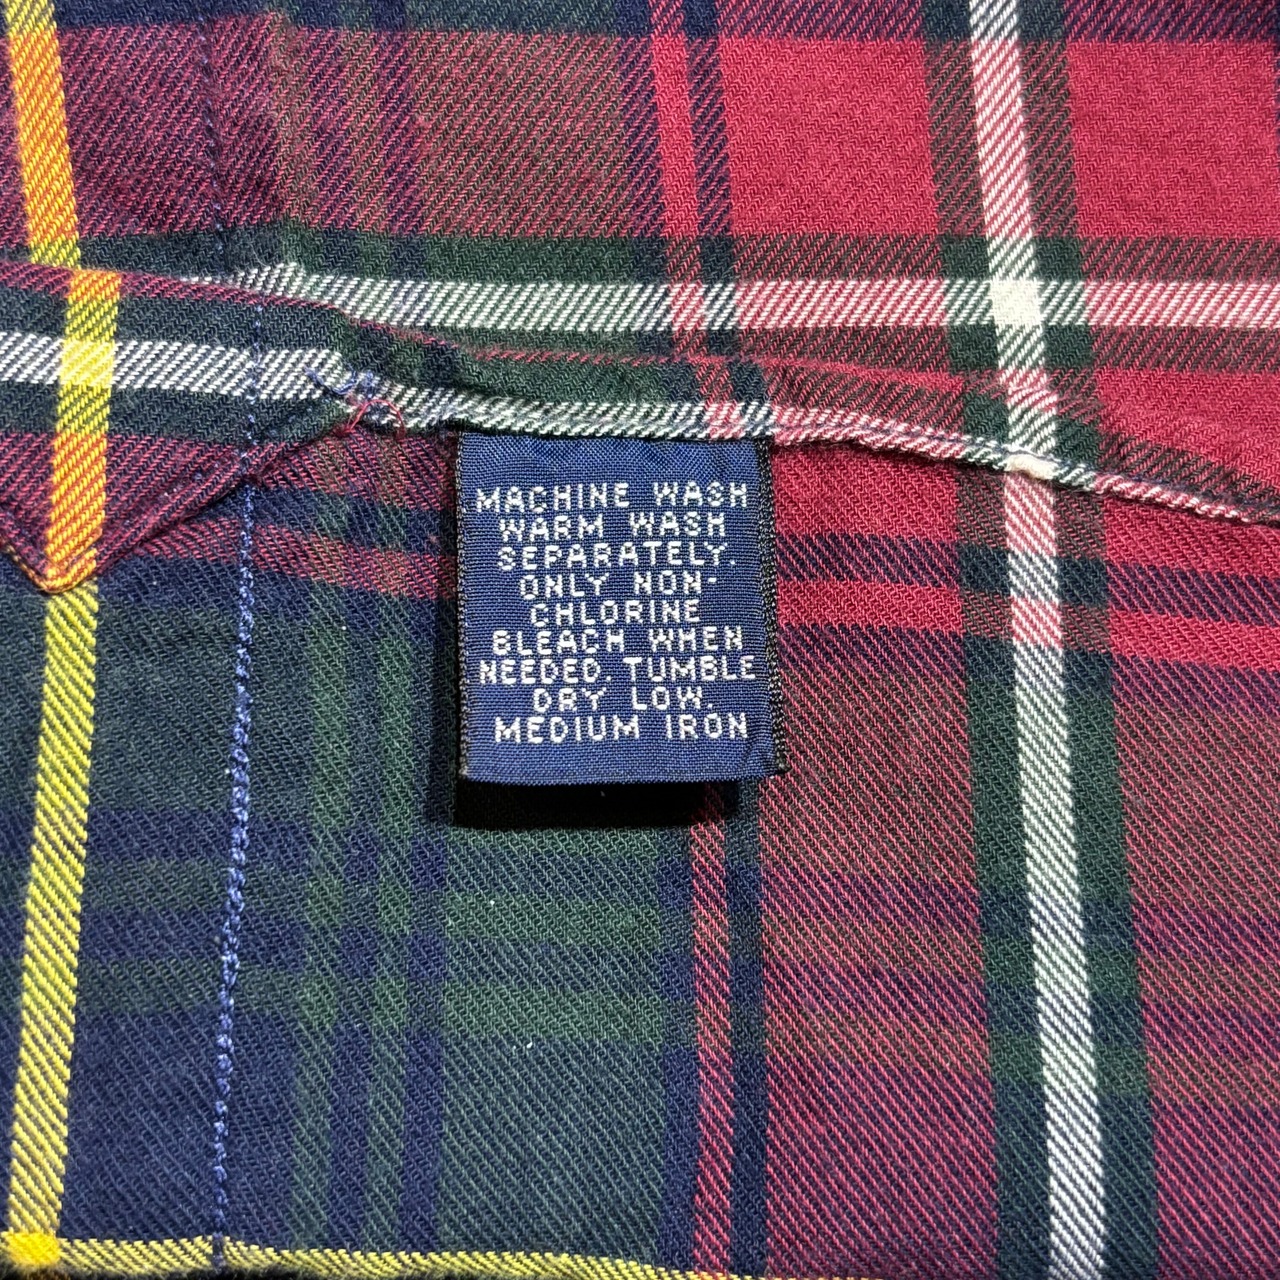 MACHINE WASH
WARM WASH
SEPARATELY.
ONLY NON-
CHLORINE
BLEACH WHEN
NEEDED. TUMBLE
DRY LOW.
MEDIUM IRON